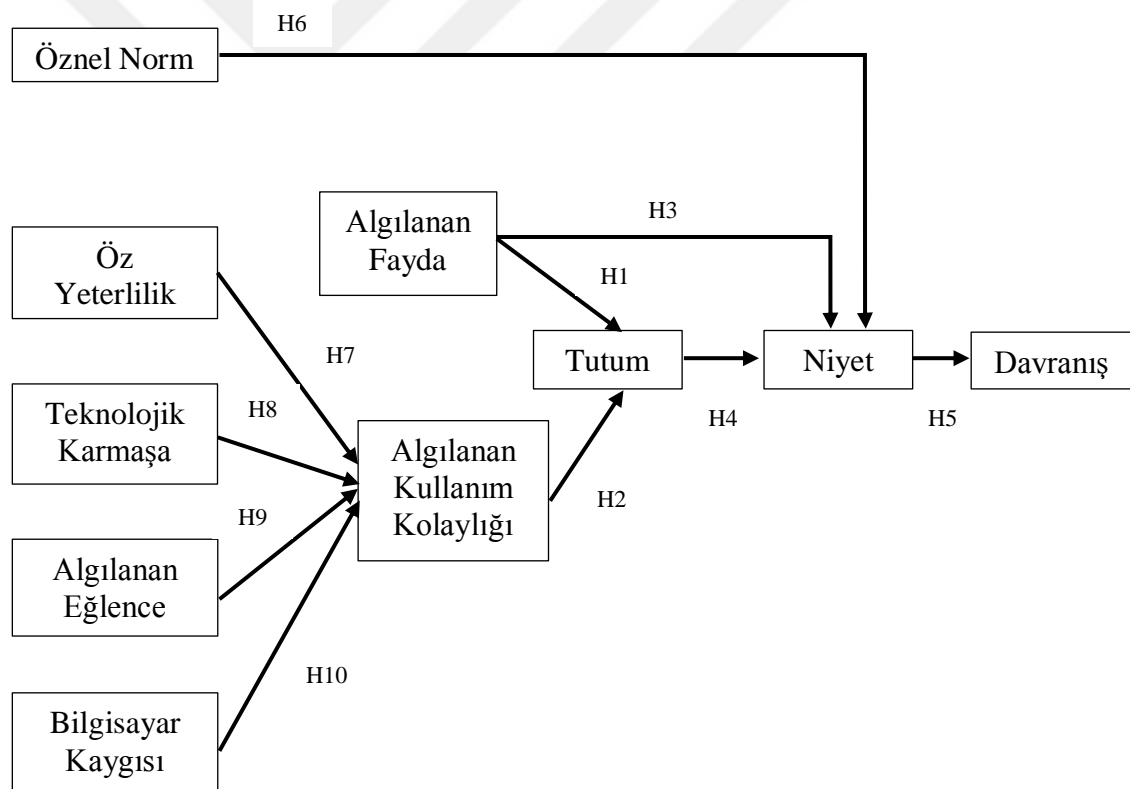 H6
Öznel Norm
Algılanan
Fayda
H3
H1
Öz
Yeterlilik
H7
Tutum
Niyet
Davranış
H4
H5
Teknolojik
Karmaşa
H8
Algılanan
Kullanım
Kolaylığı
H2
H9
Algılanan
Eğlence
H10
Bilgisayar
Kaygısı